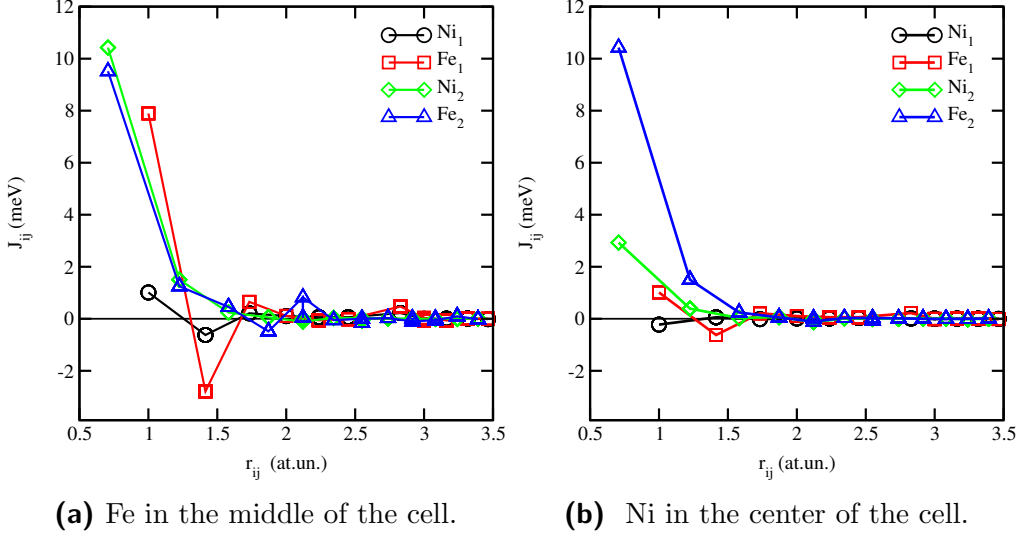 12
10
8
6
4
2
0
-2
J_ij (meV)
Ni_1
Fe_1
Ni_2
Fe_2
0.5 1 1.5 2 2.5 3 3.5
r_ij (at.un.)
(a) Fe in the middle of the cell.
12
10
8
6
4
2
0
-2
J_ij (meV)
Ni_1
Fe_1
Ni_2
Fe_2
0.5 1 1.5 2 2.5 3 3.5
r_ij (at.un.)
(b) Ni in the center of the cell.